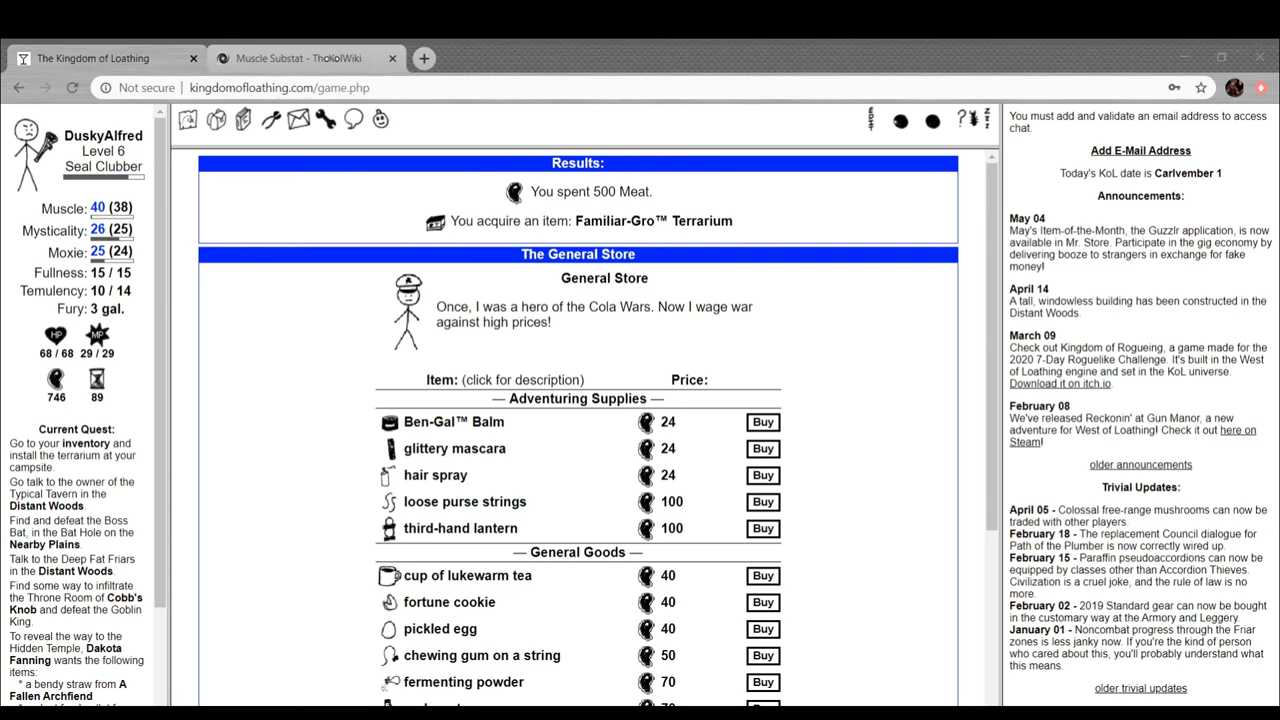 The Kingdom of Loathing
Muscle Substat - TheKolWiki
Not secure | kingdomofloathing.com/game.php
DuskyAlfred
Level 6
Seal Clubber
Muscle: 40 (38)
Mysticality: 26 (25)
Moxie: 25 (24)
Fullness: 15 / 15
Temulency: 10 / 14
Fury: 3 gal.
HP MP
68 / 68 29 / 29
746 89
Current Quest:
Go to your inventory and
install the terrarium at your
campsite.
Go talk to the owner of the
Typical Tavern in the
Distant Woods.
Find and defeat the Boss
Bat, in the Bat Hole on the
Nearby Plains.
Talk to the Deep Fat Friars
in the Distant Woods.
Find some way to infiltrate
the Throne Room of Cobb's
Knob and defeat the Goblin
King.
To reveal the way to the
Hidden Temple, Dakota
Fanning wants the following
items:
* a bendy straw from A
Fallen Archfiend
Results:
You spent 500 Meat.
You acquire an item: Familiar-Gro™ Terrarium
The General Store
General Store
Once, I was a hero of the Cola Wars. Now I wage war
against high prices!
Item: (click for description) Price:
— Adventuring Supplies —
Ben-Gal™ Balm 24 Buy
glittery mascara 24 Buy
hair spray 24 Buy
loose purse strings 100 Buy
third-hand lantern 100 Buy
— General Goods —
cup of lukewarm tea 40 Buy
fortune cookie 40 Buy
pickled egg 40 Buy
chewing gum on a string 50 Buy
fermenting powder 70 Buy
You must add and validate an email address to access
chat.
Add E-Mail Address
Today's KoL date is Carlvember 1
Announcements:
May 04
May's Item-of-the-Month, the Guzzlr application, is now
available in Mr. Store. Participate in the gig economy by
delivering booze to strangers in exchange for fake
money!
April 14
A tall, windowless building has been constructed in the
Distant Woods.
March 09
Check out Kingdom of Rogueing, a game made for the
2020 7-Day Roguelike Challenge. It's built in the West
of Loathing engine and set in the KoL universe.
Download it on itch.io.
February 08
We've released Reckonin' at Gun Manor, a new
adventure for West of Loathing! Check it out here on
Steam!
older announcements
Trivial Updates:
April 05 - Colossal free-range mushrooms can now be
traded with other players.
February 18 - The replacement Council dialogue for
Path of the Plumber is now correctly wired up.
February 15 - Paraffin pseudoaccordions can now be
equipped by classes other than Accordion Thieves.
Civilization is a cruel joke, and the rule of law is no
more.
February 02 - 2019 Standard gear can now be bought
in the customary way at the Armory and Leggery.
January 01 - Noncombat progress through the Friar
zones is less janky now. If you're the kind of person
who cared about this, you'll probably understand what
this means.
older trivial updates